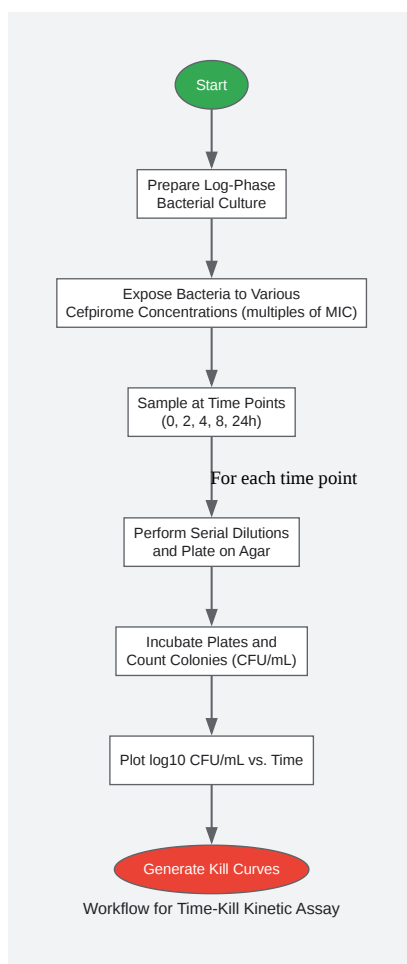 Start
Prepare Log-Phase
Bacterial Culture
Expose Bacteria to Various
Cefpirome Concentrations (multiples of MIC)
Sample at Time Points
(0, 2, 4, 8, 24h)
For each time point
Perform Serial Dilutions
and Plate on Agar
Incubate Plates and
Count Colonies (CFU/mL)
Plot log10 CFU/mL vs. Time
Generate Kill Curves
Workflow for Time-Kill Kinetic Assay